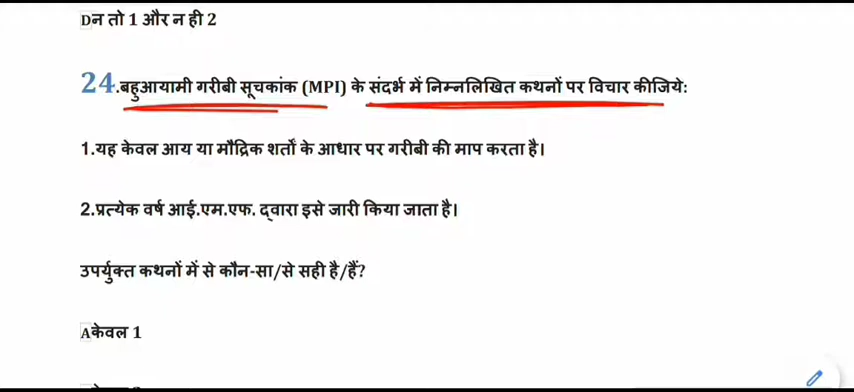 Dन तो 1 और न ही 2
24.बहुआयामी गरीबी सूचकांक (MPI) के संदर्भ में निम्नलिखित कथनों पर विचार कीजिये:
1.यह केवल आय या मौद्रिक शर्तों के आधार पर गरीबी की माप करता है।
2.प्रत्येक वर्ष आई.एम.एफ. द्वारा इसे जारी किया जाता है।
उपर्युक्त कथनों में से कौन-सा/से सही है/हैं?
Aकेवल 1